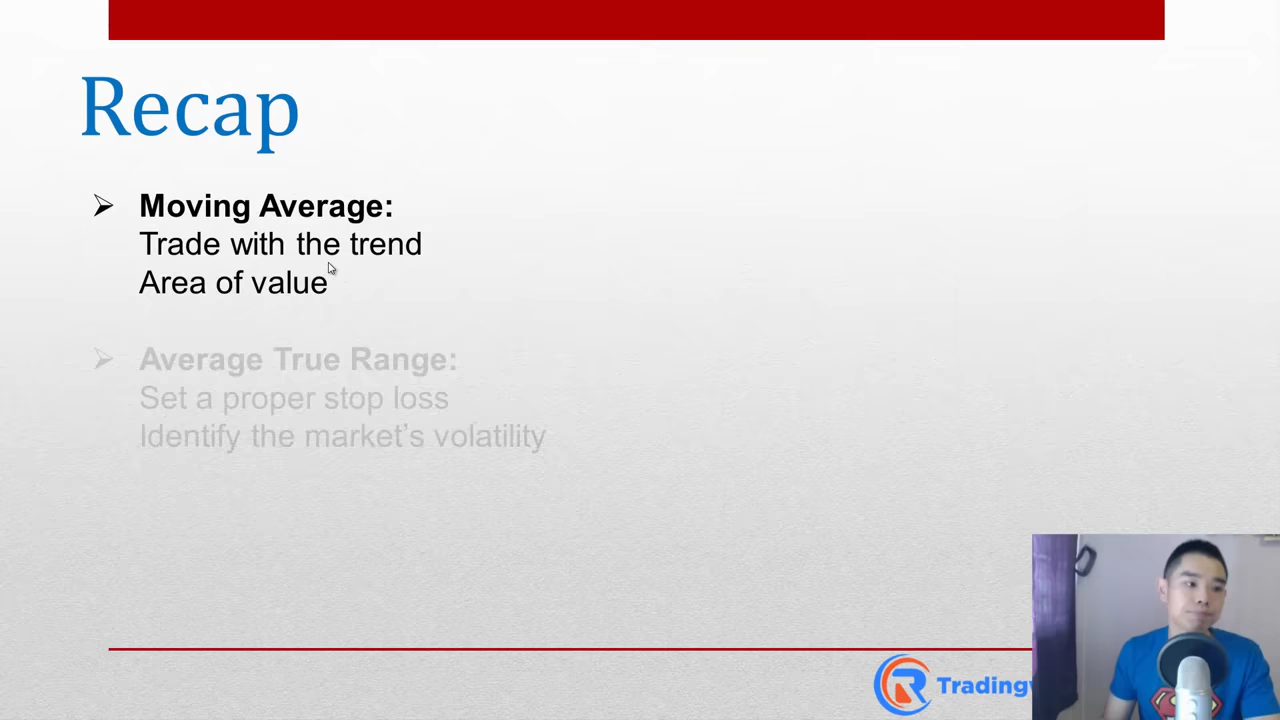 Recap
Moving Average:
Trade with the trend
Area of value
Average True Range:
Set a proper stop loss
Identify the market’s volatility